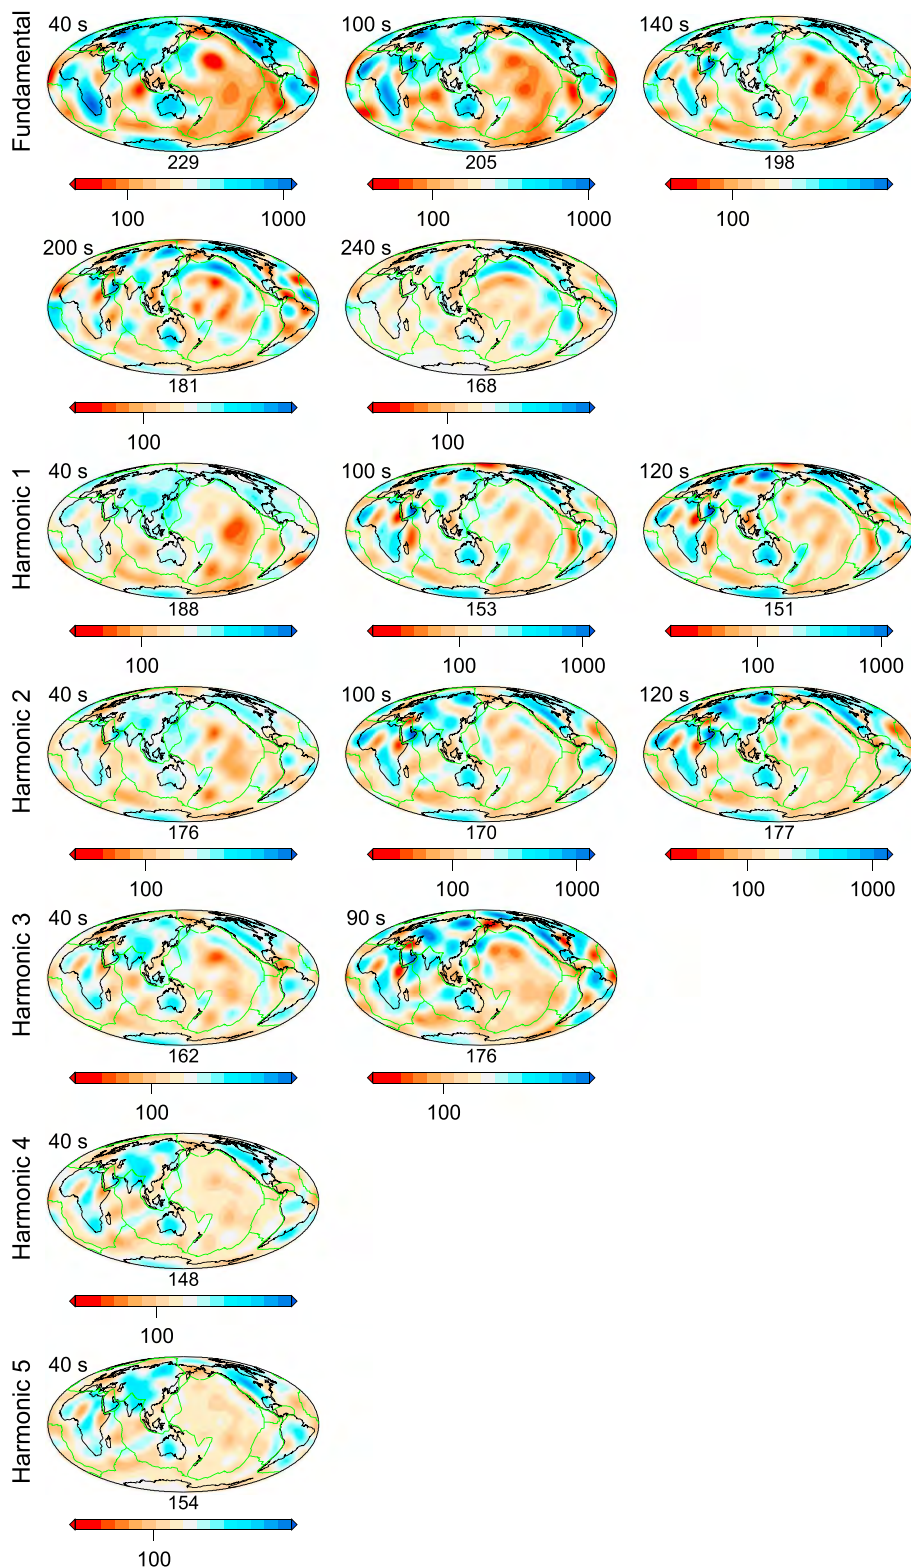 Fundamental
40 s
100 s
140 s
229
205
198
100
1000
100
1000
100
200 s
240 s
181
168
100
100
Harmonic 1
40 s
100 s
120 s
188
153
151
100
100
1000
100
1000
Harmonic 2
40 s
100 s
120 s
176
170
177
100
100
1000
100
1000
Harmonic 3
40 s
90 s
162
176
100
100
Harmonic 4
40 s
148
100
Harmonic 5
40 s
154
100